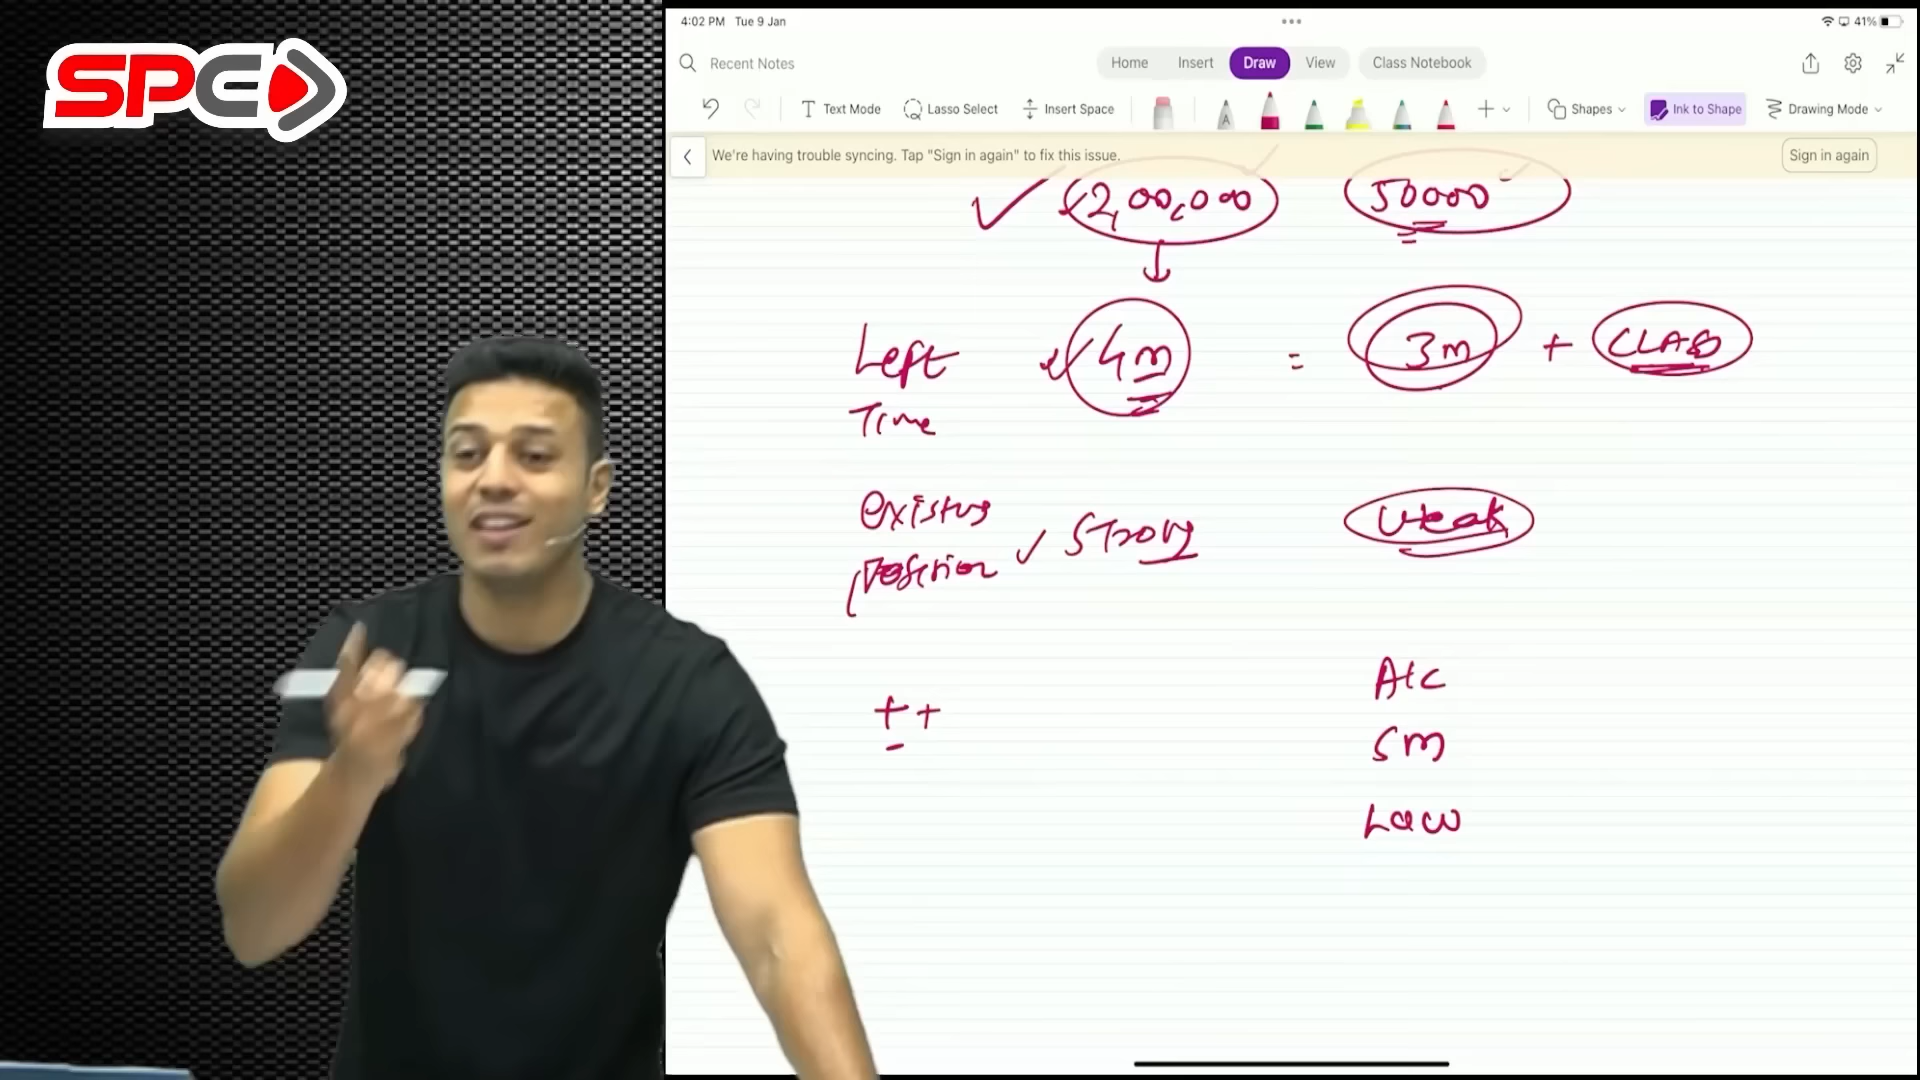 SPE
4:02 PM Tue 9 Jan
41%
Recent Notes
Home Insert Draw View Class Notebook
Text Mode Lasso Select Insert Space A Shapes Ink to Shape Drawing Mode
We're having trouble syncing. Tap "Sign in again" to fix this issue. Sign in again
2,00,000 50000
Left 4m = 3m + CLASS
Time
existing Strong Weak
Position
A/c
++
SM
Law